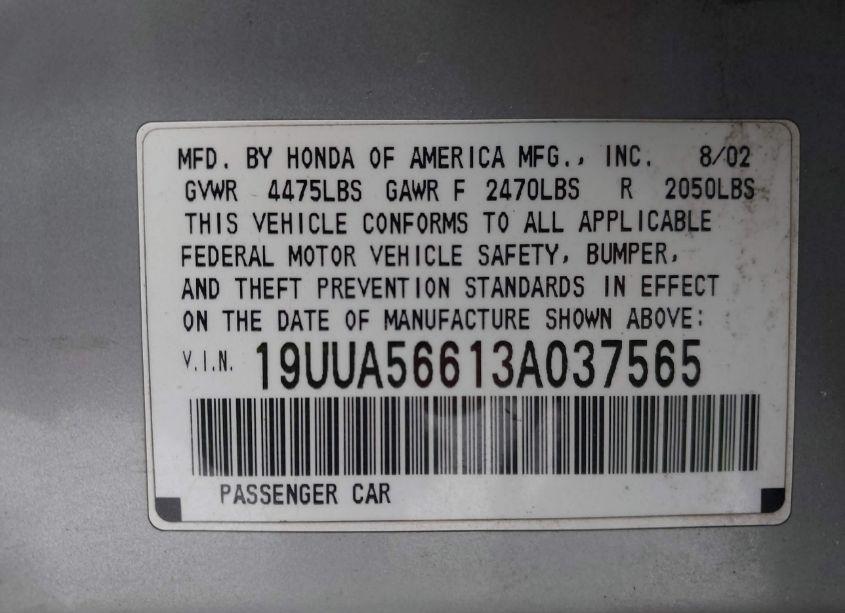 MFD. BY HONDA OF AMERICA MFG., INC. 8/02
GVWR 4475LBS GAWR F 2470LBS R 2050LBS
THIS VEHICLE CONFORMS TO ALL APPLICABLE
FEDERAL MOTOR VEHICLE SAFETY, BUMPER,
AND THEFT PREVENTION STANDARDS IN EFFECT
ON THE DATE OF MANUFACTURE SHOWN ABOVE:
V.I.N. 19UUA56613A037565
PASSENGER CAR